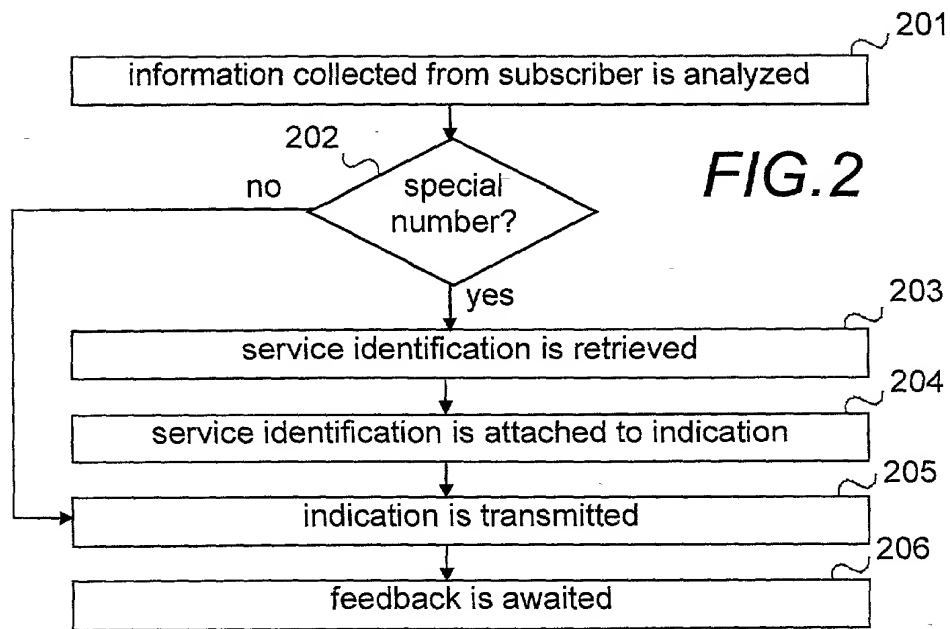 201
information collected from subscriber is analyzed
202
FIG.2
no
special
number?
yes
203
service identification is retrieved
204
service identification is attached to indication
205
indication is transmitted
206
feedback is awaited